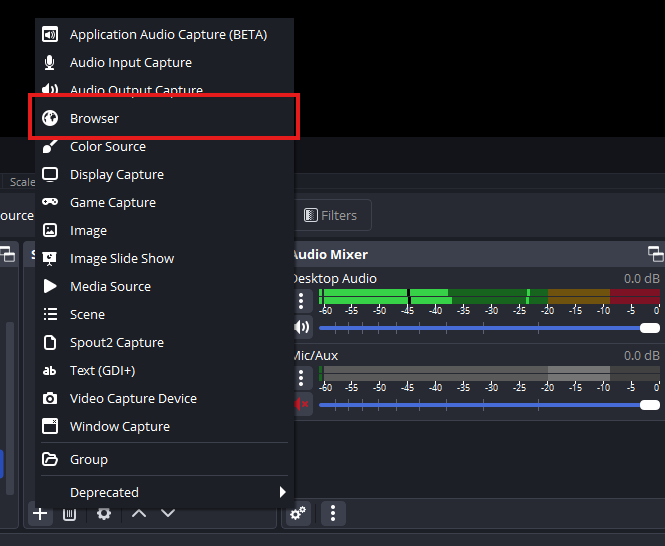 Application Audio Capture (BETA)
Audio Input Capture
Audio Output Capture
Browser
Color Source
Display Capture
Game Capture
Image
Image Slide Show
Media Source
Scene
Spout2 Capture
ab Text (GDI+)
Video Capture Device
Window Capture
Group
Deprecated
Scale
ource
Filters
S
Audio Mixer
Desktop Audio 0.0 dB
-60 -55 -50 -45 -40 -35 -30 -25 -20 -15 -10 -5 0
Mic/Aux 0.0 dB
-60 -55 -50 -45 -40 -35 -30 -25 -20 -15 -10 -5 0